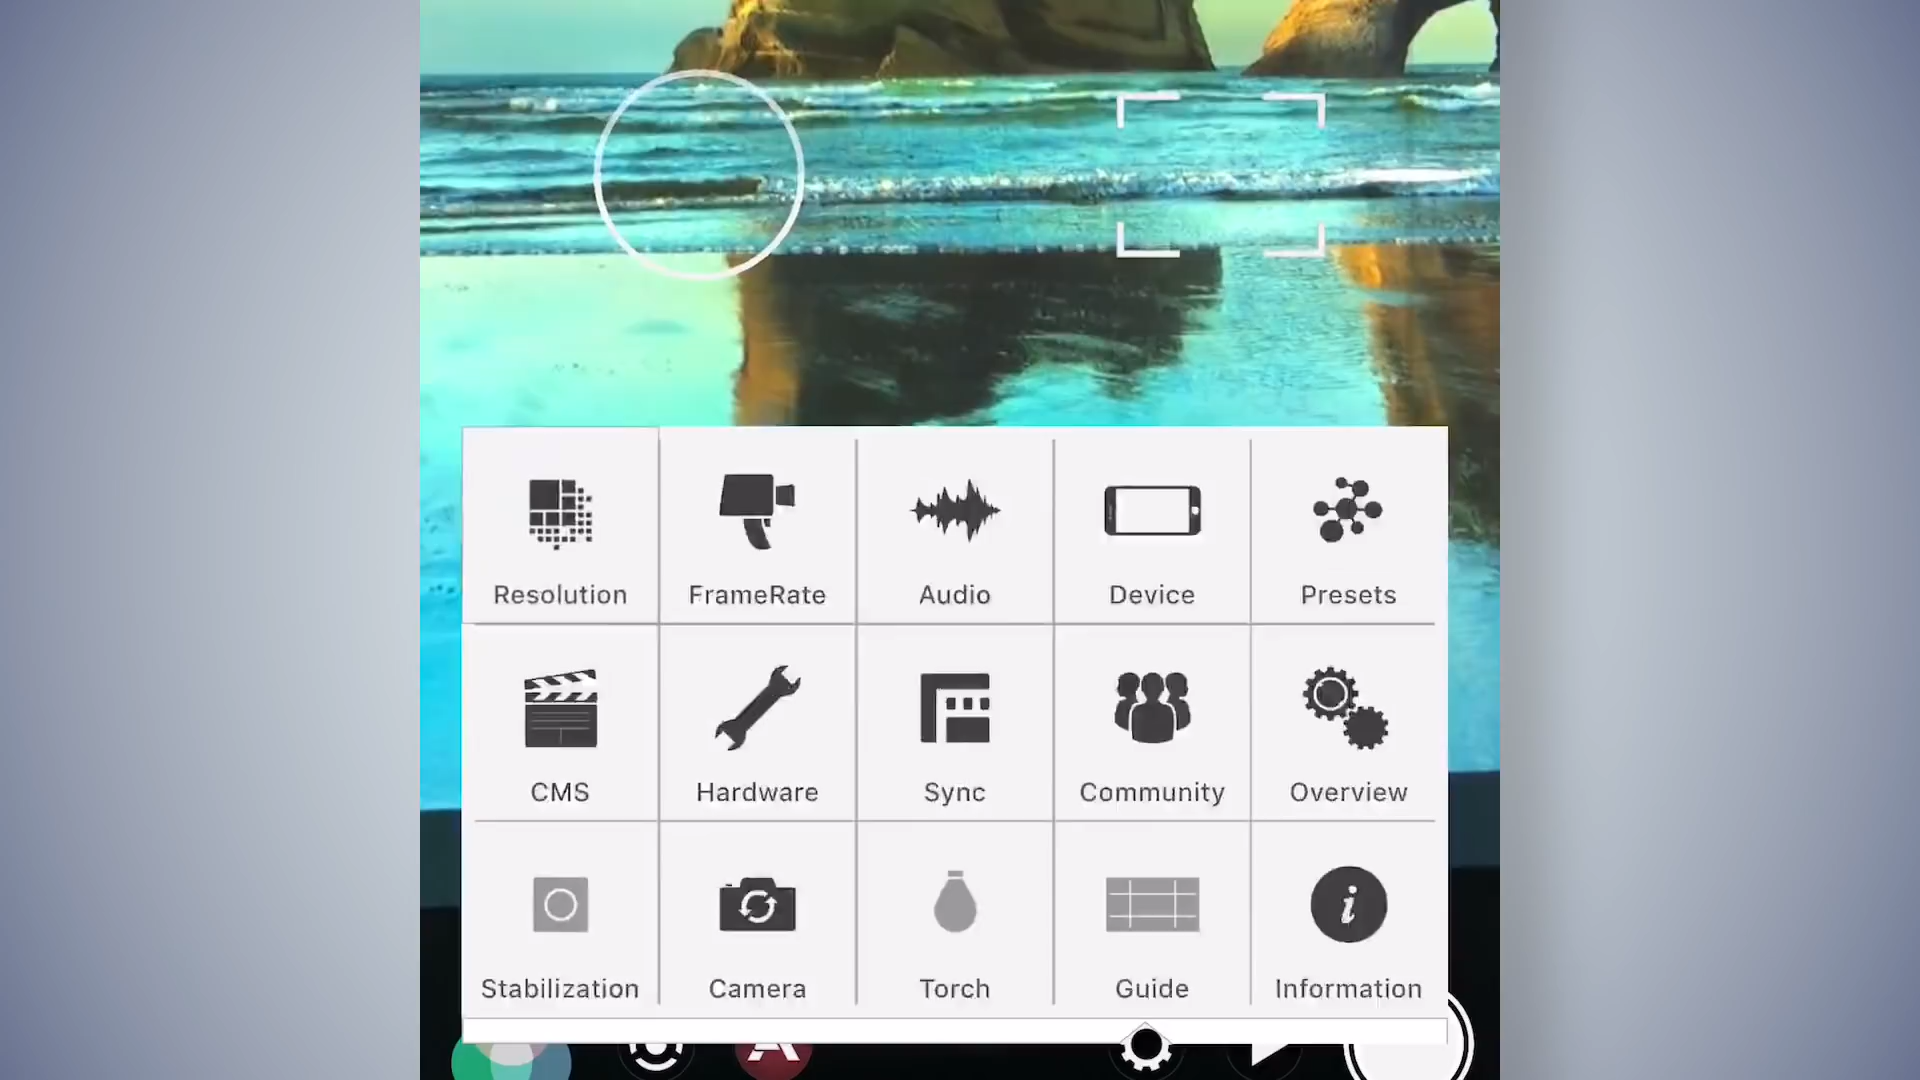 Resolution FrameRate Audio Device Presets
CMS Hardware Sync Community Overview
Stabilization Camera Torch Guide Information